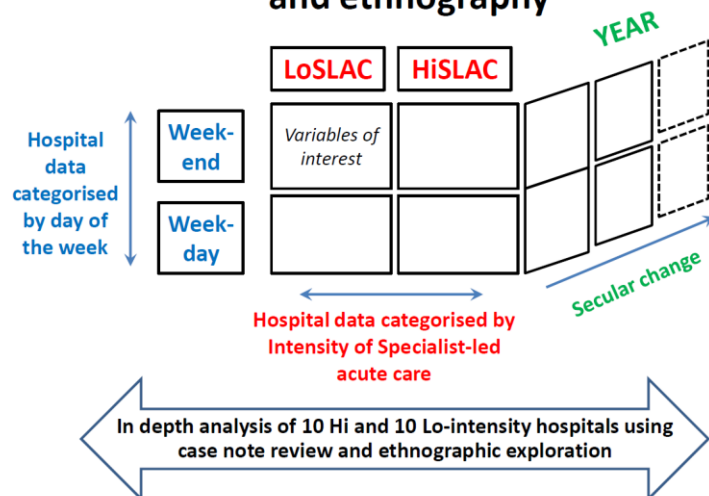 and ethnography
YEAR
LoSLAC HiSLAC
Hospital
data
categorised
by day of
the week
Week-
end
Variables of
interest
Week-
day
Secular change
Hospital data categorised by
Intensity of Specialist-led
acute care
In depth analysis of 10 Hi and 10 Lo-intensity hospitals using
case note review and ethnographic exploration